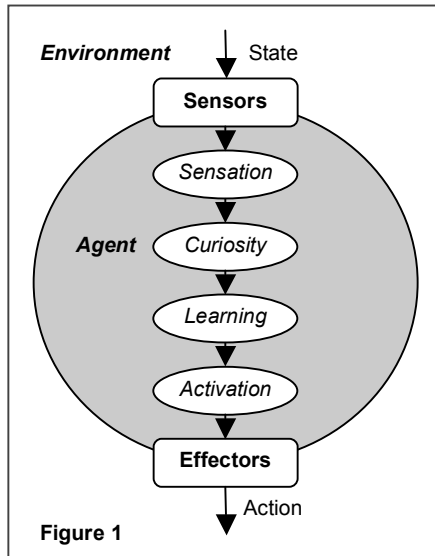 Environment
State
Sensors
Sensation
Agent
Curiosity
Learning
Activation
Effectors
Action
Figure 1